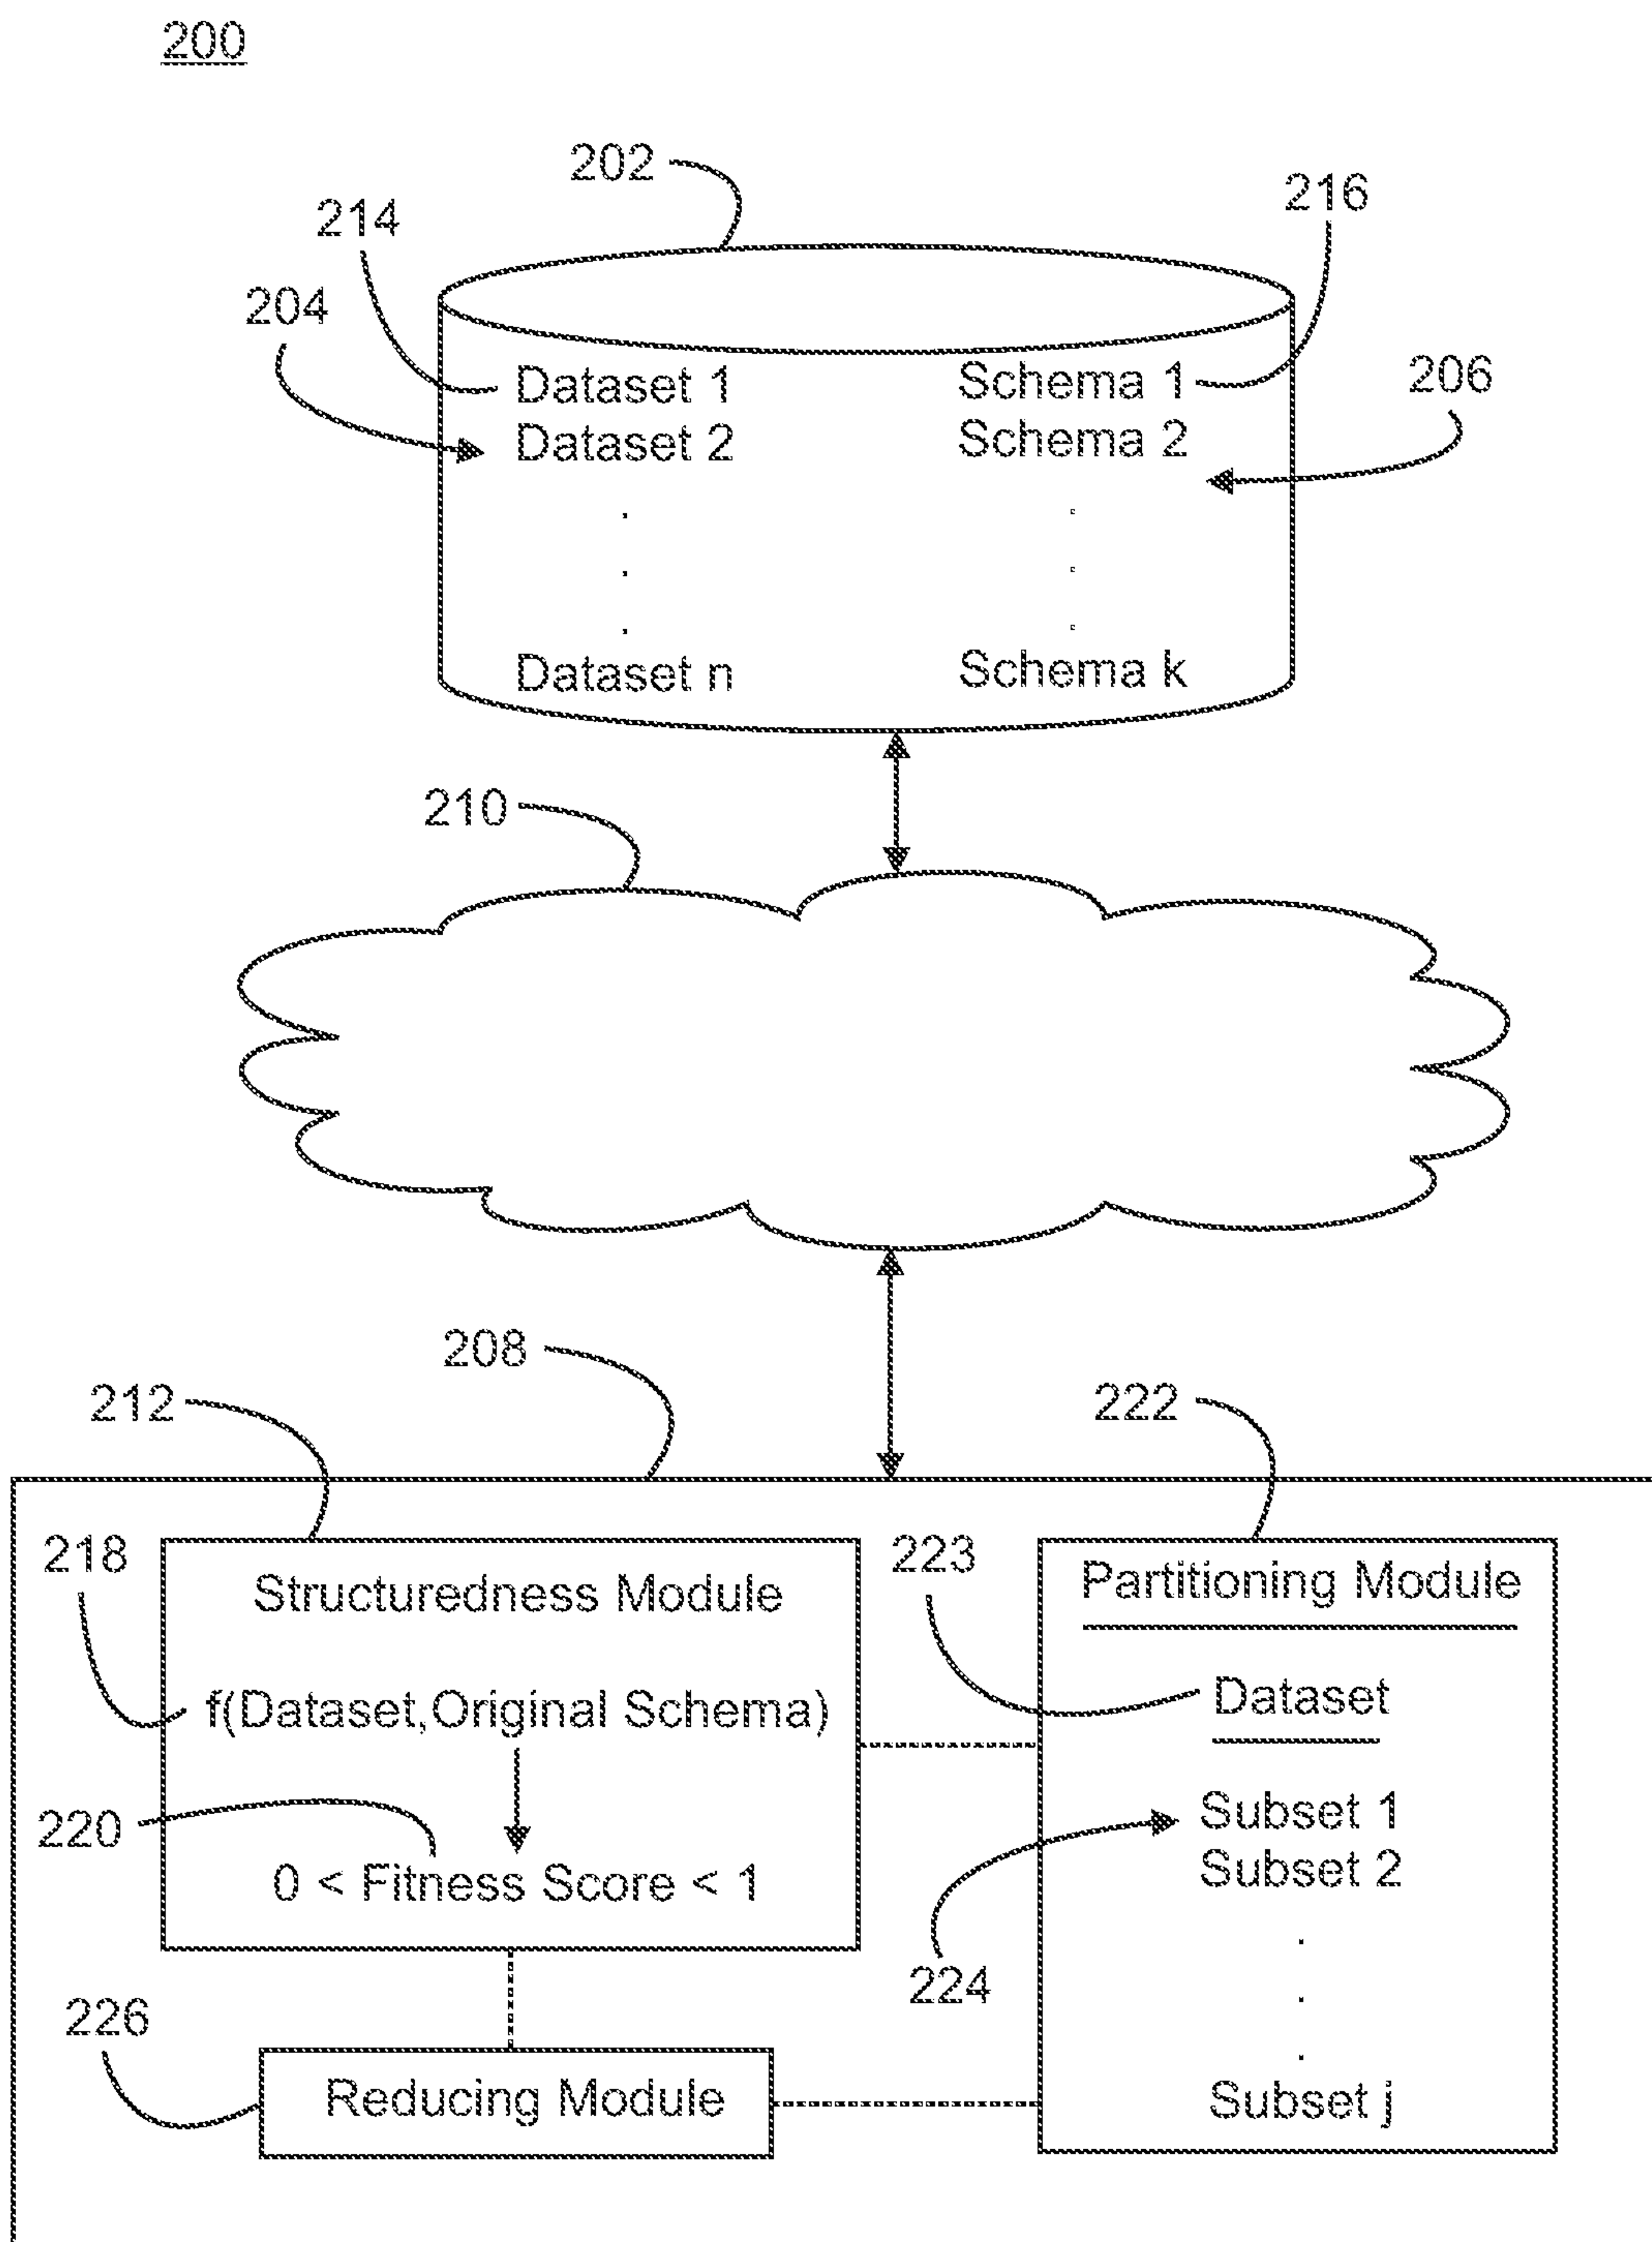 200
202
216
214
204
206
Dataset 1
Schema 1
Dataset 2
Schema 2
.
.
.
.
.
.
Dataset n
Schema k
210
208
212
222
218
223
Structuredness Module
Partitioning Module
f(Dataset,Original Schema)
Dataset
220
0 < Fitness Score < 1
Subset 1
Subset 2
.
.
.
224
226
Reducing Module
Subset j